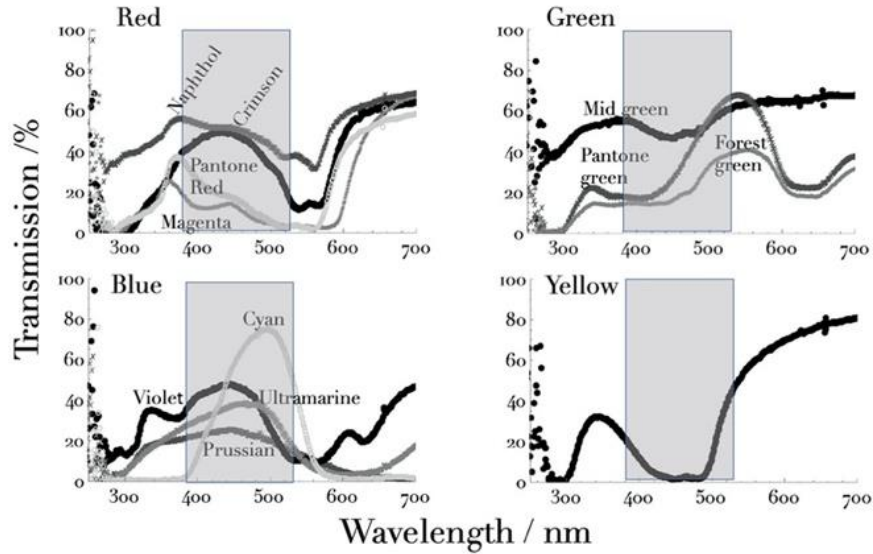 Red
Green
Transmission /%
100
80
60
40
20
0
Naphthol
Crimson
Pantone
Red
Magenta
300 400 500 600 700
100
80
60
40
20
0
Mid green
Pantone
green
Forest
green
300 400 500 600 700
Blue
Yellow
100
80
60
40
20
0
Cyan
Violet
Ultramarine
Prussian
300 400 500 600 700
100
80
60
40
20
0
300 400 500 600 700
Wavelength / nm